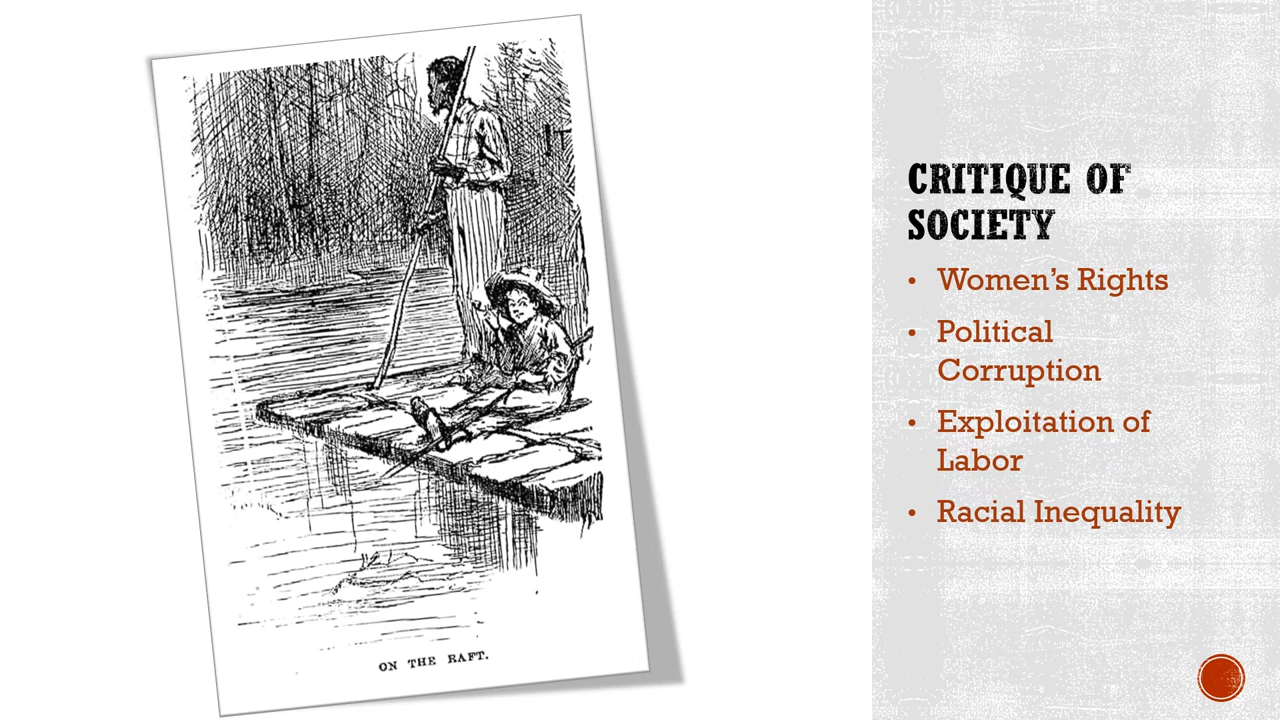 ON THE RAFT.
CRITIQUE OF
SOCIETY
• Women’s Rights
• Political
Corruption
• Exploitation of
Labor
• Racial Inequality